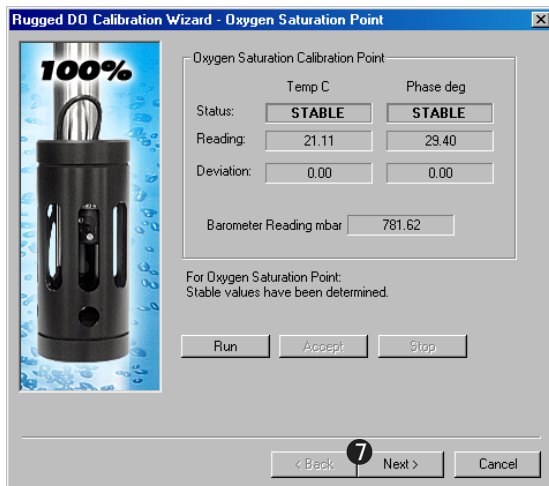 Rugged DO Calibration Wizard - Oxygen Saturation Point
100%
Oxygen Saturation Calibration Point
Temp C Phase deg
Status: STABLE STABLE
Reading: 21.11 29.40
Deviation: 0.00 0.00
Barometer Reading mbar 781.62
For Oxygen Saturation Point:
Stable values have been determined.
Run Accept Stop
7
< Back Next > Cancel